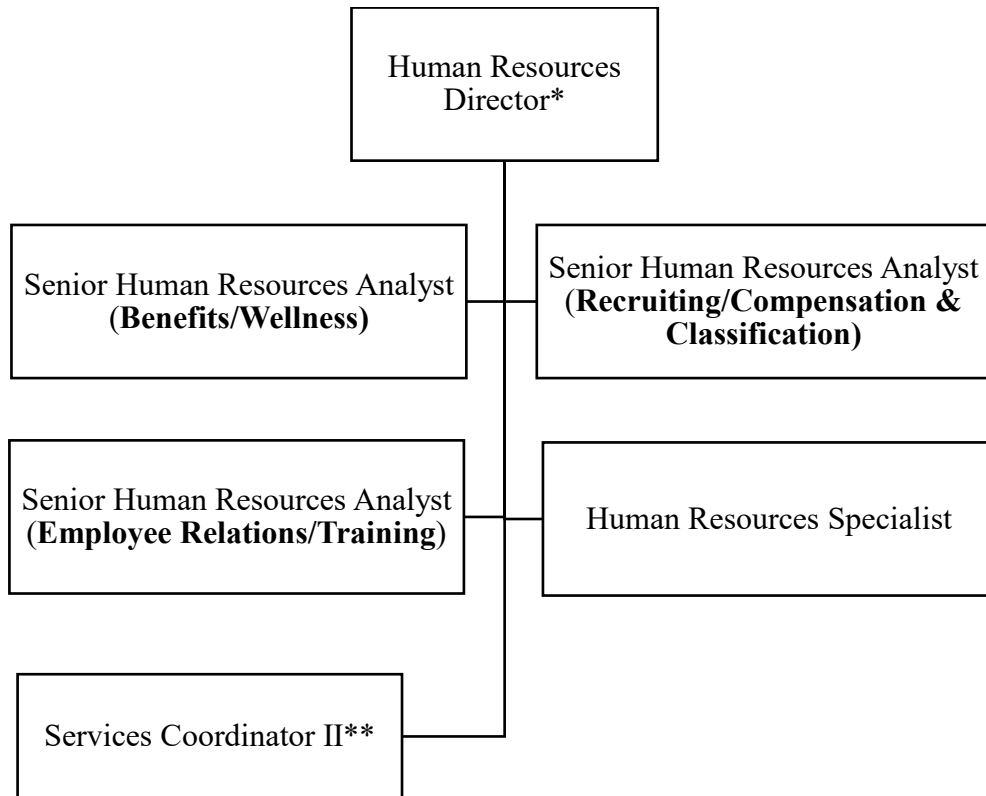 Human Resources
Director*
Senior Human Resources Analyst
(Benefits/Wellness)
Senior Human Resources Analyst
(Recruiting/Compensation &
Classification)
Senior Human Resources Analyst
(Employee Relations/Training)
Human Resources Specialist
Services Coordinator II**